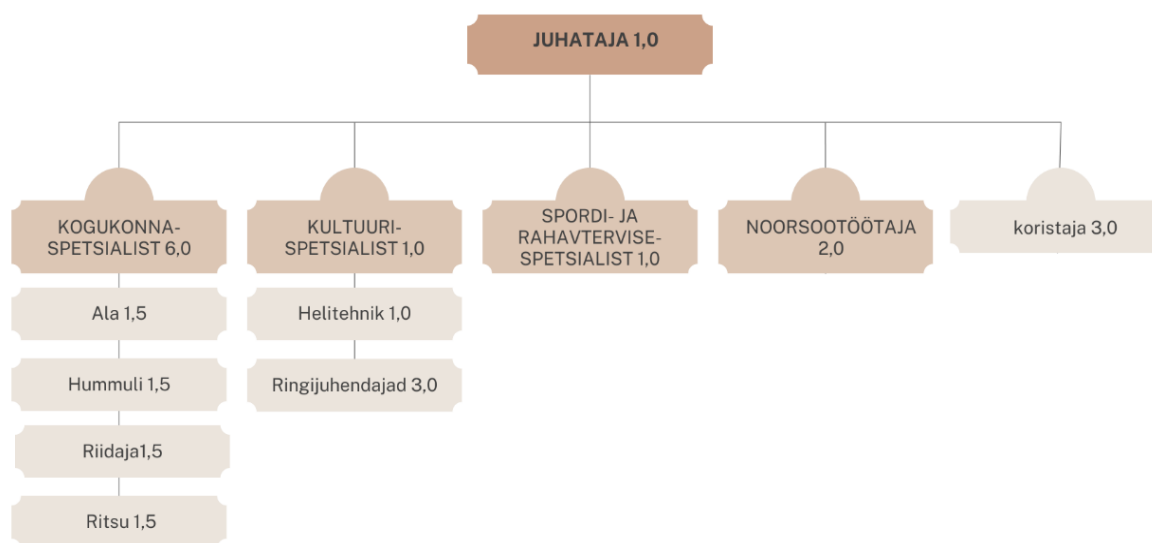 JUHATAJA 1,0
KOGUKONNA-
SPETSIALIST 6,0
Ala 1,5
Hummuli 1,5
Riidaja1,5
Ritsu 1,5
KULTUURI-
SPETSIALIST 1,0
Helitehnik 1,0
Ringijuhendajad 3,0
SPORDI- JA
RAHAVTERVISE-
SPETSIALIST 1,0
NOORSOOTÖÖTAJA
2,0
koristaja 3,0